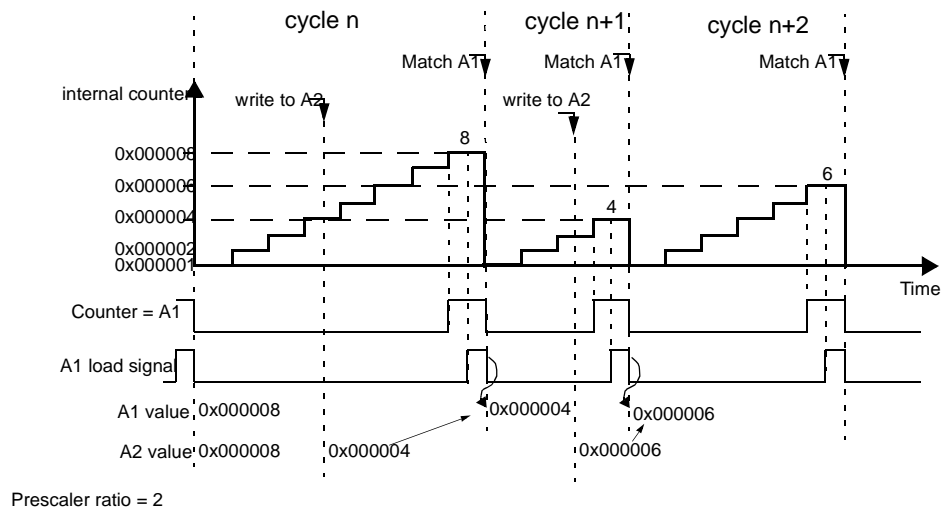 cycle n
cycle n+1
cycle n+2
Match A1
Match A1
Match A1
internal counter
write to A2
write to A2
8
0x000008
6
0x000006
4
0x000004
0x000002
0x000001
Time
Counter = A1
A1 load signal
A1 value
0x000008
0x000004
0x000006
A2 value
0x000008
0x000004
0x000006
Prescaler ratio = 2